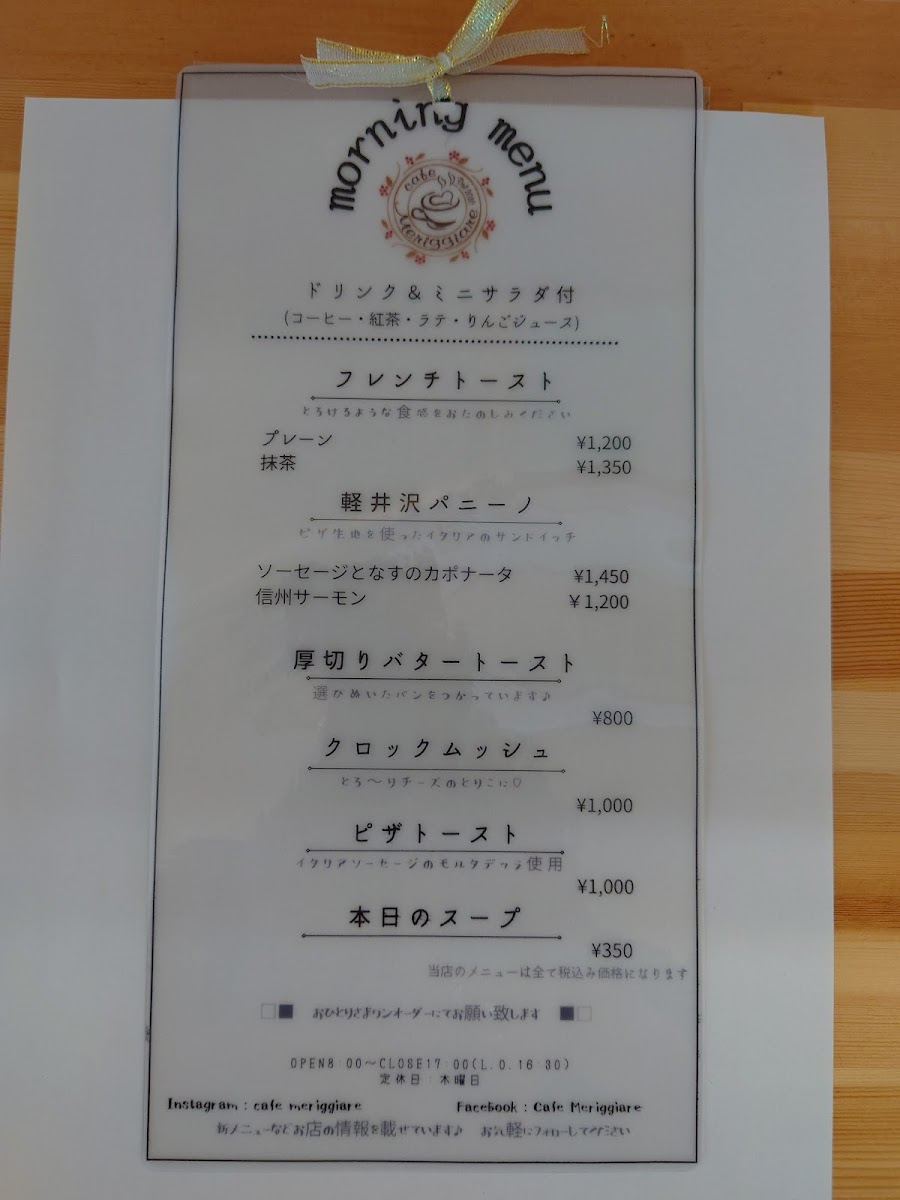 morning menu
cafe
Meriggiare
ドリンク&ミニサラダ付
(コーヒー・紅茶・ラテ・りんごジュース)
フレンチトースト
とろけるような食感をおたのしみください
プレーン ¥1,200
抹茶 ¥1,350
軽井沢パニーノ
ピザ生地を使ったイタリアのサンドイッチ
ソーセージとなすのカポナータ ¥1,450
信州サーモン ¥1,200
厚切りバタートースト
選びぬいたパンをつかっています♪
¥800
クロックムッシュ
とろ〜りチーズのとりこに♡
¥1,000
ピザトースト
イタリアソーセージのモルタデッラ使用
¥1,000
本日のスープ
¥350
当店のメニューは全て税込み価格になります
□■ おひとりさまワンオーダーにてお願い致します ■□
OPEN8:00〜CLOSE17:00(L.O.16:30)
定休日:木曜日
Instagram : cafe meriggiare Facebook : Cafe Meriggiare
新メニューなどお店の情報を載せています♪ お気軽にフォローしてください